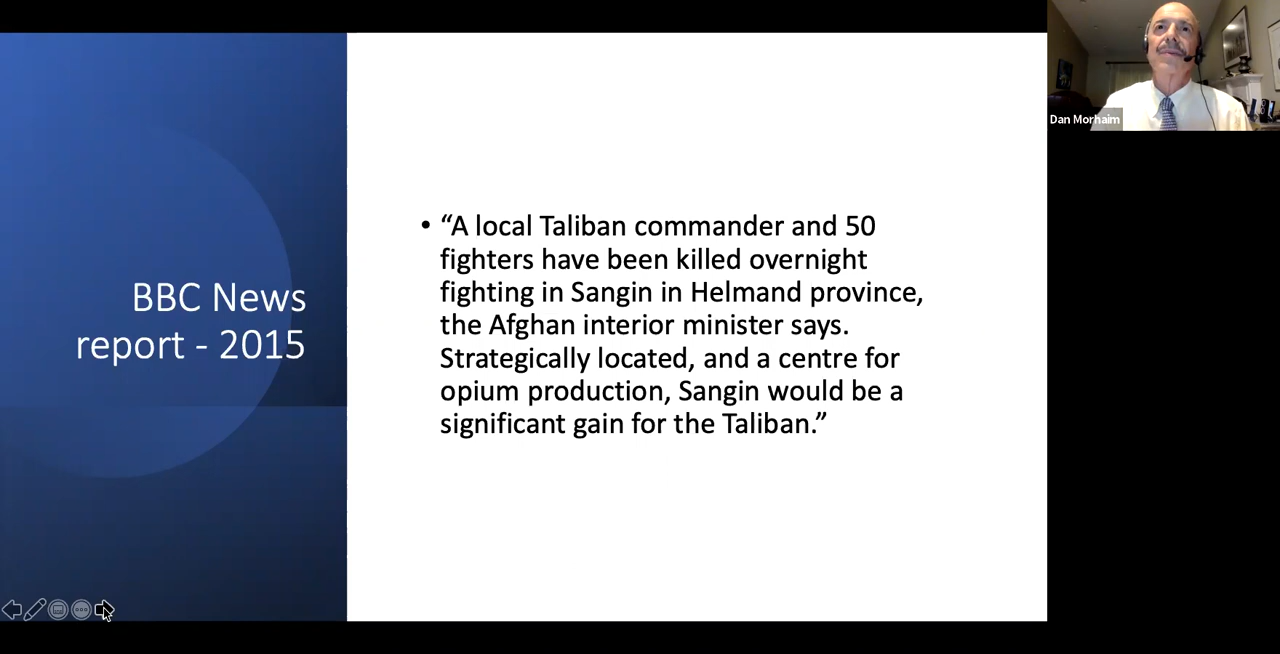 BBC News
report - 2015
• “A local Taliban commander and 50
fighters have been killed overnight
fighting in Sangin in Helmand province,
the Afghan interior minister says.
Strategically located, and a centre for
opium production, Sangin would be a
significant gain for the Taliban.”
Dan Morhaim